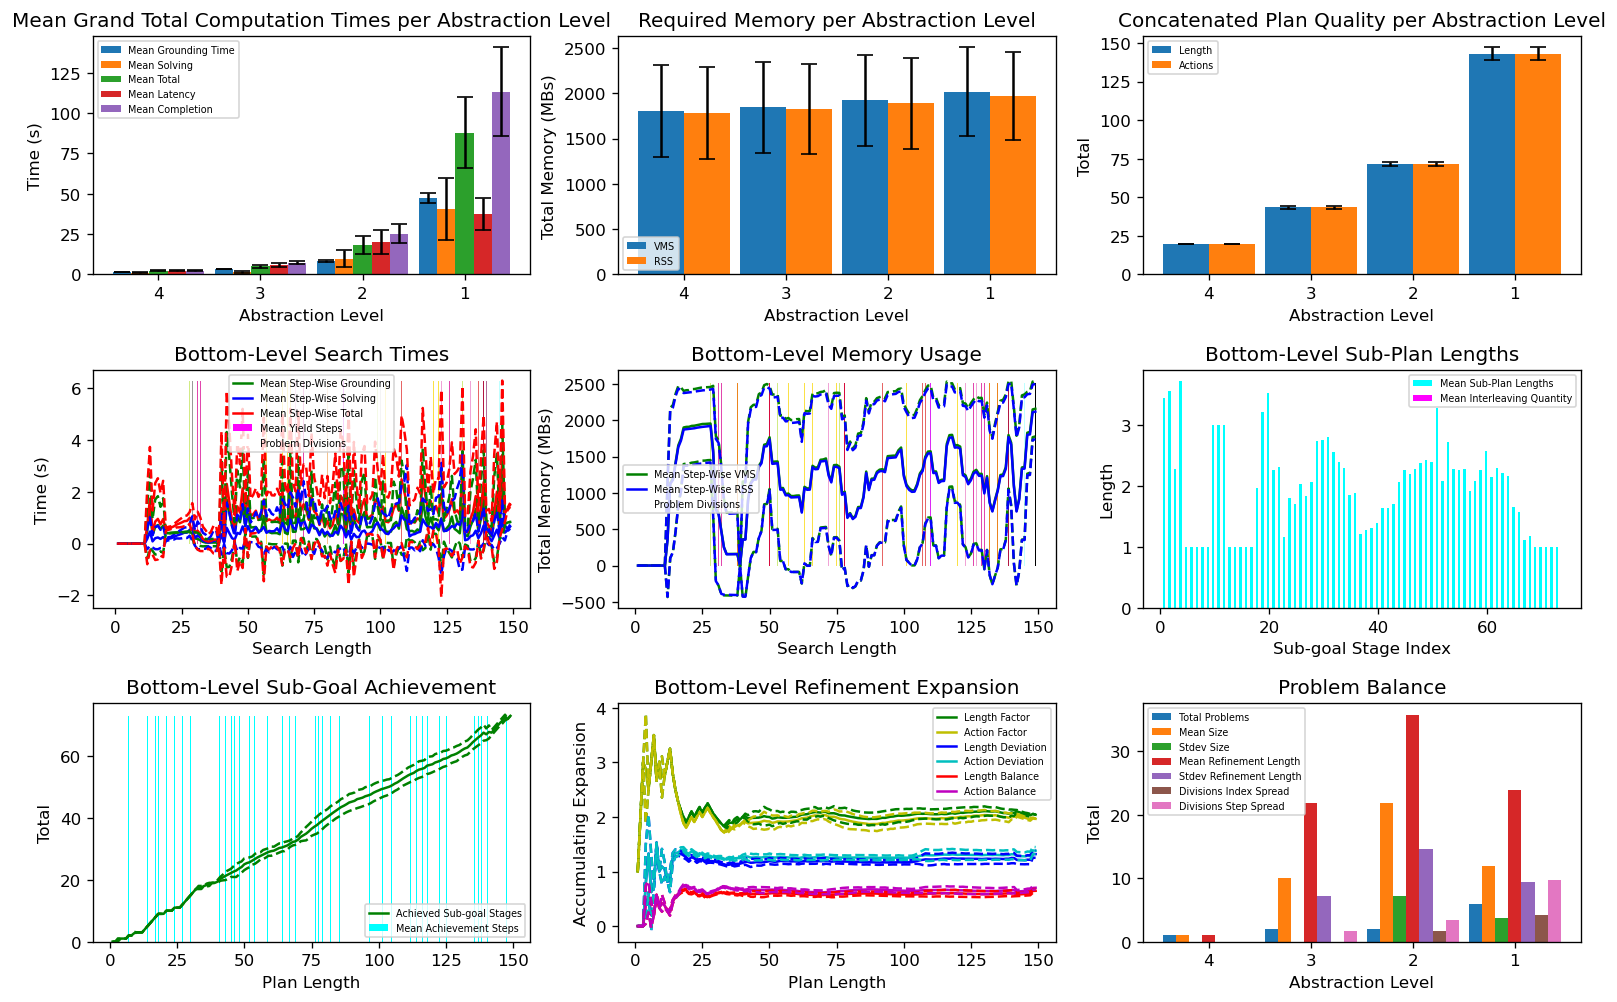 Mean Grand Total Computation Times per Abstraction Level
Time (s)
125
100
75
50
25
0
Mean Grounding Time
Mean Solving
Mean Total
Mean Latency
Mean Completion
4 3 2 1
Abstraction Level
Required Memory per Abstraction Level
Total Memory (MBs)
2500
2000
1500
1000
500
0
VMS
RSS
4 3 2 1
Abstraction Level
Concatenated Plan Quality per Abstraction Level
Total
150
125
100
75
50
25
0
Length
Actions
4 3 2 1
Abstraction Level
Bottom-Level Search Times
Time (s)
6
4
2
0
−2
Mean Step-Wise Grounding
Mean Step-Wise Solving
Mean Step-Wise Total
Mean Yield Steps
Problem Divisions
0 25 50 75 100 125 150
Search Length
Bottom-Level Memory Usage
Total Memory (MBs)
2500
2000
1500
1000
500
0
−500
Mean Step-Wise VMS
Mean Step-Wise RSS
Problem Divisions
0 25 50 75 100 125 150
Search Length
Bottom-Level Sub-Plan Lengths
Length
3
2
1
0
Mean Sub-Plan Lengths
Mean Interleaving Quantity
0 20 40 60
Sub-goal Stage Index
Bottom-Level Sub-Goal Achievement
Total
60
40
20
0
Achieved Sub-goal Stages
Mean Achievement Steps
0 25 50 75 100 125 150
Plan Length
Bottom-Level Refinement Expansion
Accumulating Expansion
4
3
2
1
0
Length Factor
Action Factor
Length Deviation
Action Deviation
Length Balance
Action Balance
0 25 50 75 100 125 150
Plan Length
Problem Balance
Total
30
20
10
0
Total Problems
Mean Size
Stdev Size
Mean Refinement Length
Stdev Refinement Length
Divisions Index Spread
Divisions Step Spread
4 3 2 1
Abstraction Level